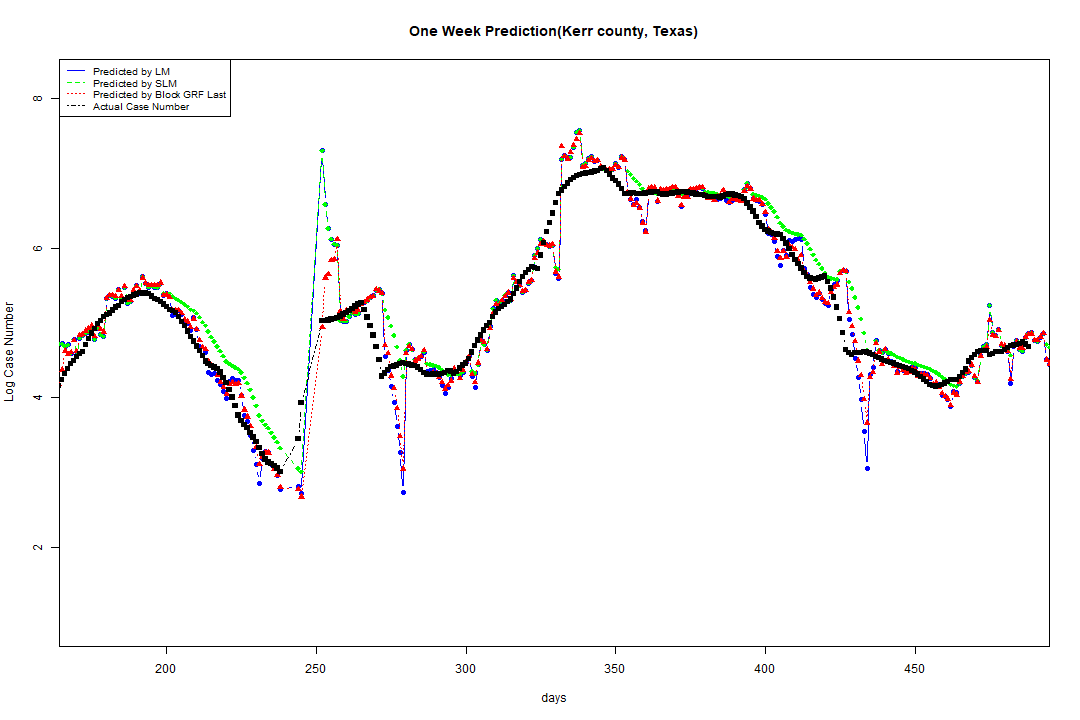 One Week Prediction(Kerr county, Texas)
Predicted by LM
Predicted by SLM
Predicted by Block GRF Last
Actual Case Number
8
6
4
2
Log Case Number
200 250 300 350 400 450
days